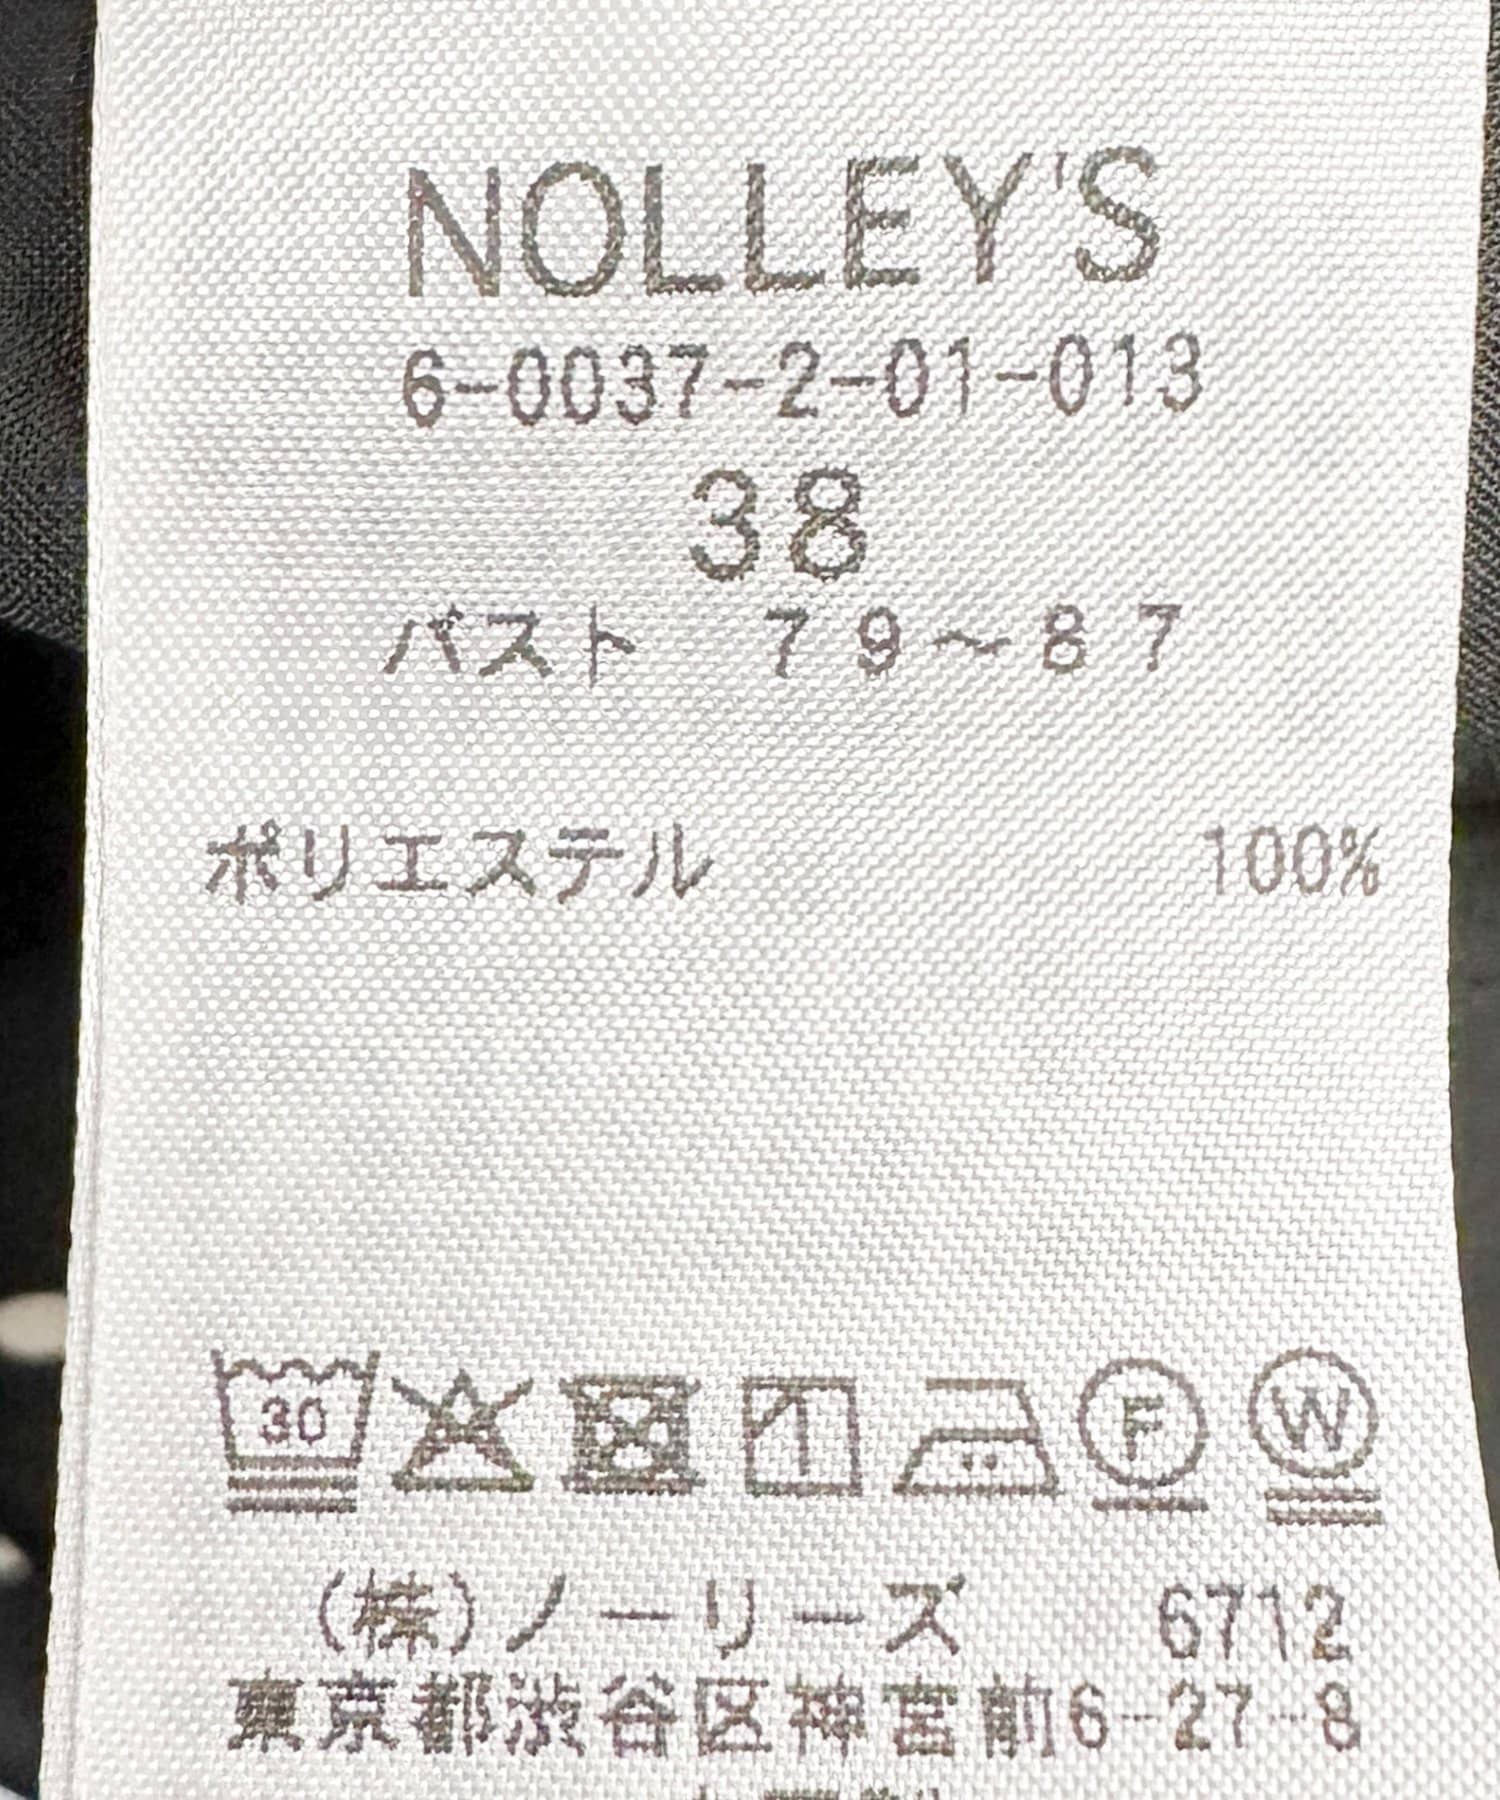 NOLLEY'S
6-0037-2-01-013
38
バスト 79～87
ポリエステル 100%
30 F W
(株)ノーリーズ 6712
東京都渋谷区神宮前6-27-8